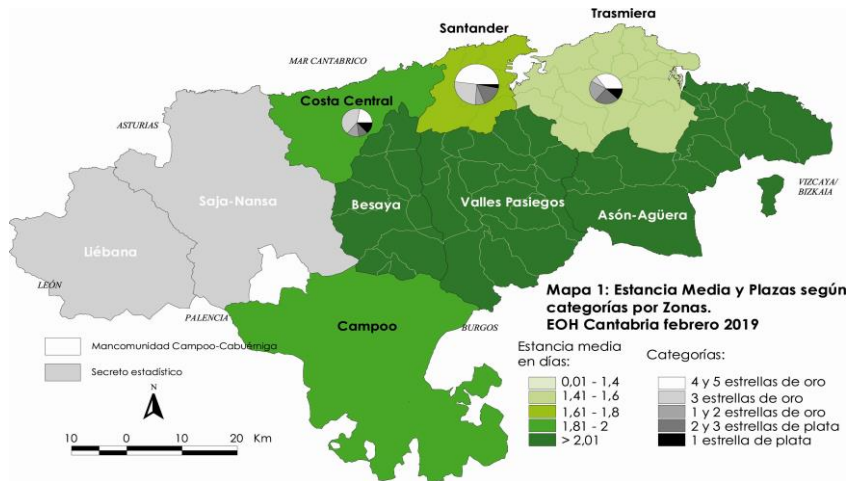 Trasmiera
Santander
MAR CANTABRICO
Costa Central
ASTURIAS
Saja-Nansa
Besaya
Valles Pasiegos
Asón-Agüera
VIZCAYA/
BIZKAIA
Liébana
LEÓN
PALENCIA
Campoo
BURGOS
Mapa 1: Estancia Media y Plazas según
categorías por Zonas.
EOH Cantabria febrero 2019
Mancomunidad Campoo-Cabuérniga
Secreto estadístico
N
10 0 10 20 Km
Estancia media
en días:
0,01 - 1,4
1,41 - 1,6
1,61 - 1,8
1,81 - 2
> 2,01
Categorías:
4 y 5 estrellas de oro
3 estrellas de oro
1 y 2 estrellas de oro
2 y 3 estrellas de plata
1 estrella de plata